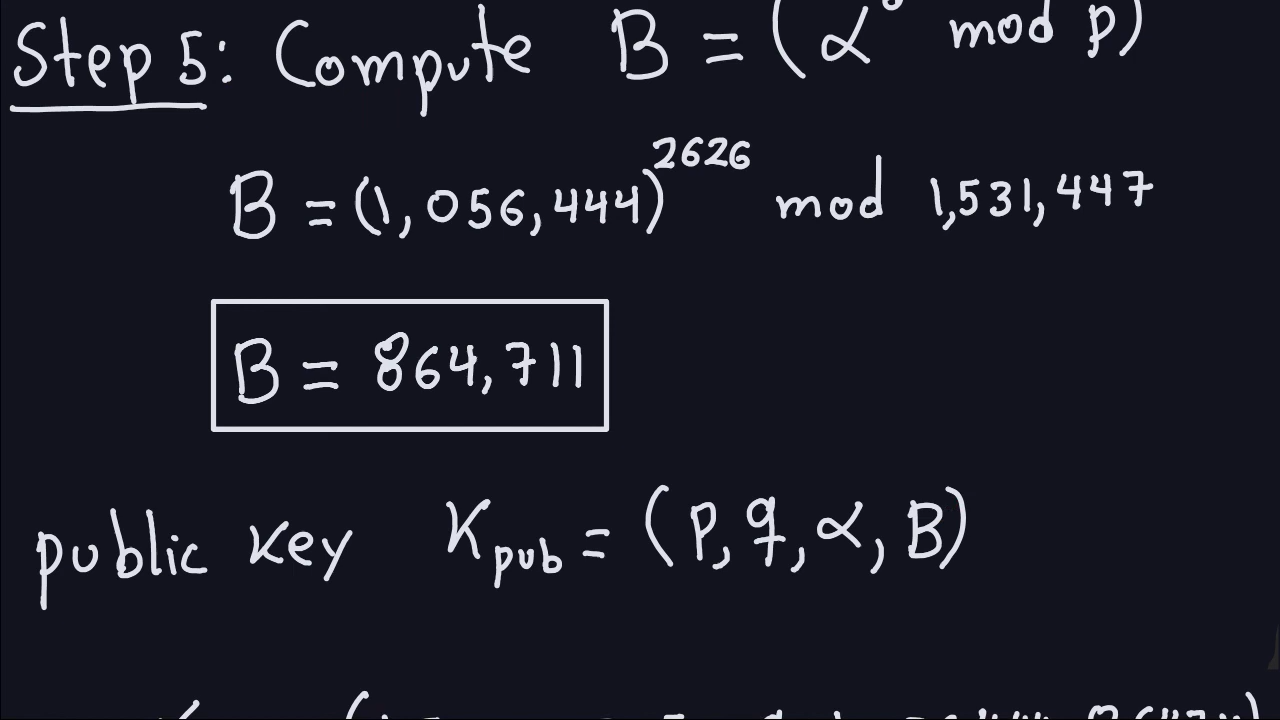 Step 5: Compute B = (α mod p)
B = (1,056,444)^2626 mod 1,531,447
B = 864,711
public key K_pub = (p, q, α, B)